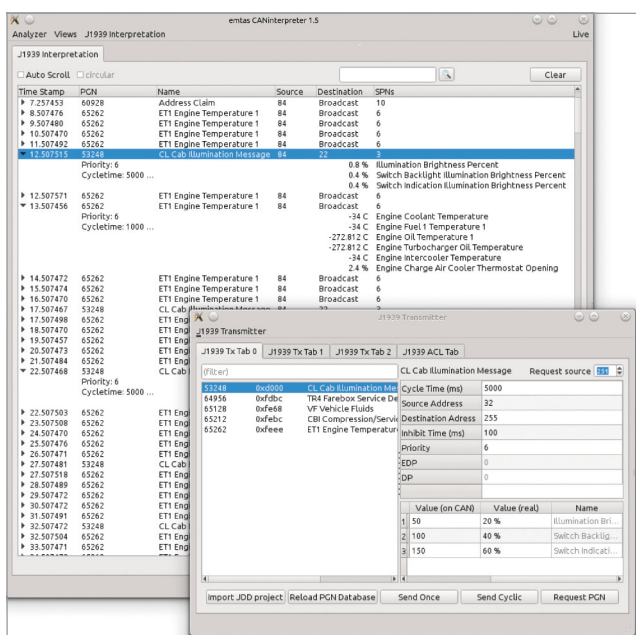 emtas CANinterpreter 1.5
Analyzer Views J1939 Interpretation Live
J1939 Interpretation
Auto Scroll circular Clear
Time Stamp PGN Name Source Destination SPNs
7.257453 60928 Address Claim 84 Broadcast 10
8.507476 65262 ET1 Engine Temperature 1 84 Broadcast 6
9.507480 65262 ET1 Engine Temperature 1 84 Broadcast 6
10.507470 65262 ET1 Engine Temperature 1 84 Broadcast 6
11.507492 65262 ET1 Engine Temperature 1 84 Broadcast 6
12.507515 53248 CL Cab Illumination Message 84 22 3
Priority: 6 0.8 % Illumination Brightness Percent
Cycletime: 5000 ... 0.4 % Switch Backlight Illumination Brightness Percent
0.4 % Switch Indication Illumination Brightness Percent
12.507571 65262 ET1 Engine Temperature 1 84 Broadcast 6
13.507456 65262 ET1 Engine Temperature 1 84 Broadcast 6
Priority: 6 -34 C Engine Coolant Temperature
Cycletime: 1000 ... -34 C Engine Fuel 1 Temperature 1
-272.812 C Engine Oil Temperature 1
-272.812 C Engine Turbocharger Oil Temperature
-34 C Engine Intercooler Temperature
2.4 % Engine Charge Air Cooler Thermostat Opening
14.507472 65262 ET1 Engine Temperature 1 84 Broadcast 6
15.507474 65262 ET1 Engine Temperature 1 84 Broadcast 6
16.507470 65262 ET1 Engine Temperature 1 84 Broadcast 6
17.507467 53248 CL Cab Illumination Message 84 22 3
17.507498 65262 ET1 Eng
18.507470 65262 ET1 Eng
19.507457 65262 ET1 Eng
20.507473 65262 ET1 Eng
21.507484 65262 ET1 Eng
22.507468 53248 CL Cab I
Priority: 6
Cycletime: 5000 ...
22.507503 65262 ET1 Eng
23.507508 65262 ET1 Eng
24.507470 65262 ET1 Eng
25.507476 65262 ET1 Eng
26.507471 65262 ET1 Eng
27.507481 53248 CL Cab I
27.507518 65262 ET1 Eng
28.507489 65262 ET1 Eng
29.507472 65262 ET1 Eng
30.507472 65262 ET1 Eng
31.507491 65262 ET1 Eng
32.507472 53248 CL Cab I
32.507504 65262 ET1 Eng
33.507471 65262 ET1 Eng
J1939 Transmitter
J1939 Transmitter
J1939 Tx Tab 0 J1939 Tx Tab 1 J1939 Tx Tab 2 J1939 ACL Tab
(Filter)
53248 0xd000 CL Cab Illumination Me
64956 0xfdbc TR4 Farebox Service De
65128 0xfe68 VF Vehicle Fluids
65212 0xfebc CBI Compression/Servic
65262 0xfeee ET1 Engine Temperatur
CL Cab Illumination Message Request source
Cycle Time (ms) 5000
Source Address 32
Destination Adress 255
Inhibit Time (ms) 100
Priority 6
EDP 0
DP 0
Value (on CAN) Value (real) Name
1 50 20 % Illumination Bri...
2 100 40 % Switch Backlig...
3 150 60 % Switch Indicati...
Import JDD project Reload PGN Database Send Once Send Cyclic Request PGN